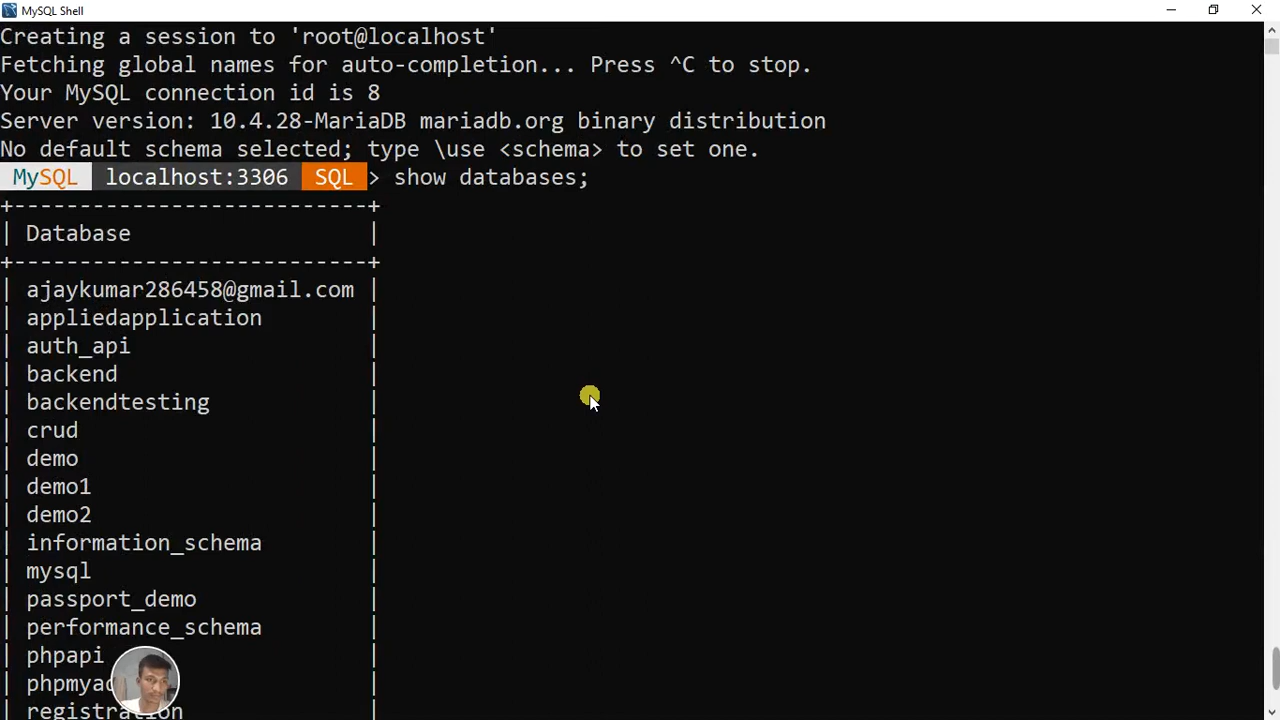 MySQL Shell
Creating a session to 'root@localhost'
Fetching global names for auto-completion... Press ^C to stop.
Your MySQL connection id is 8
Server version: 10.4.28-MariaDB mariadb.org binary distribution
No default schema selected; type \use <schema> to set one.
MySQL localhost:3306 SQL > show databases;
+---------------------------+
| Database |
+---------------------------+
| ajaykumar286458@gmail.com |
| appliedapplication |
| auth_api |
| backend |
| backendtesting |
| crud |
| demo |
| demo1 |
| demo2 |
| information_schema |
| mysql |
| passport_demo |
| performance_schema |
| phpapi |
| |
| registration |